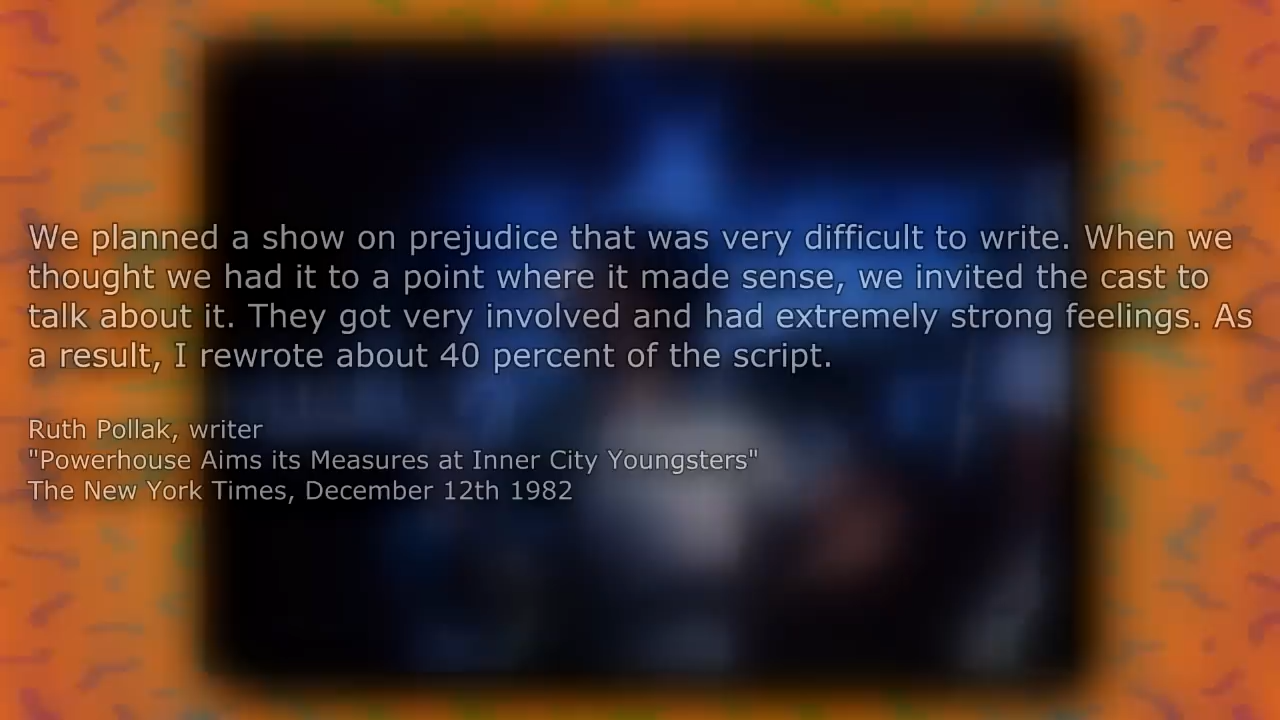 We planned a show on prejudice that was very difficult to write. When we
thought we had it to a point where it made sense, we invited the cast to
talk about it. They got very involved and had extremely strong feelings. As
a result, I rewrote about 40 percent of the script.
Ruth Pollak, writer
"Powerhouse Aims its Measures at Inner City Youngsters"
The New York Times, December 12th 1982